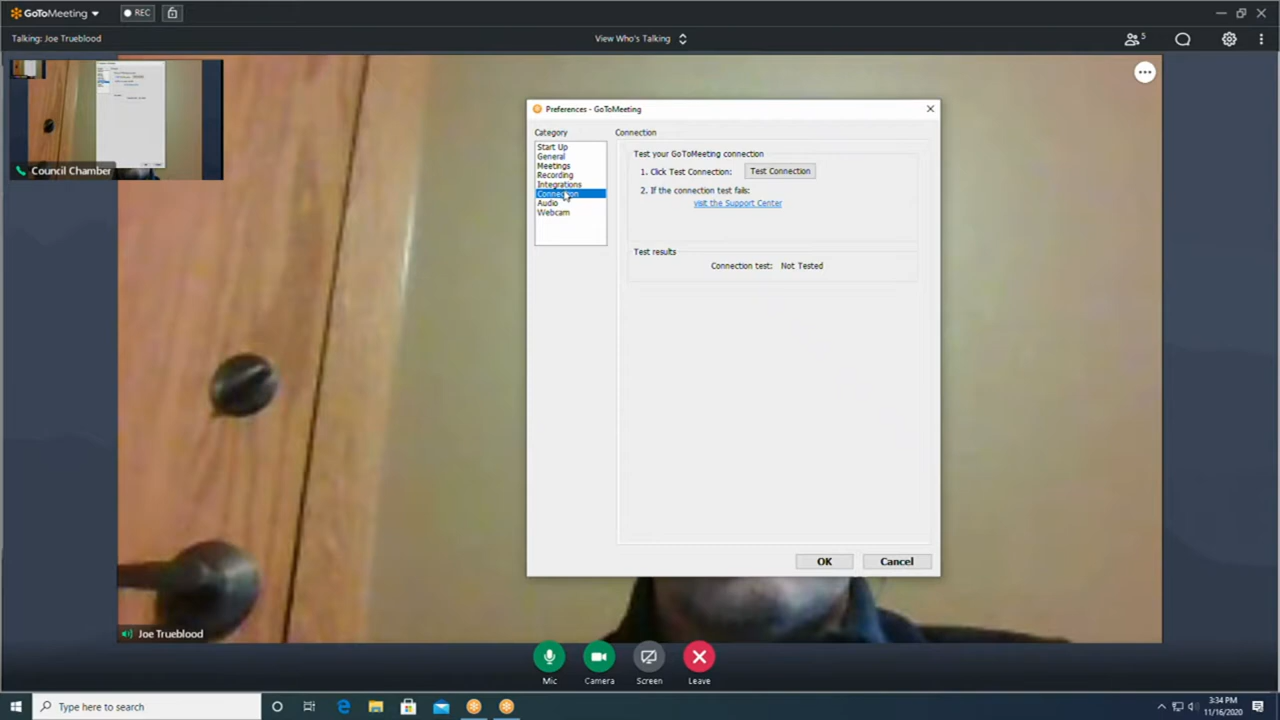 GoToMeeting
REC
Talking: Joe Trueblood
View Who's Talking
5
Council Chamber
Preferences - GoToMeeting
Category
Start Up
General
Meetings
Recording
Integrations
Connection
Audio
Webcam
Connection
Test your GoToMeeting connection
1. Click Test Connection:
Test Connection
2. If the connection test fails:
visit the Support Center
Test results
Connection test: Not Tested
OK
Cancel
Joe Trueblood
Mic
Camera
Screen
Leave
Type here to search
3:34 PM
11/16/2020